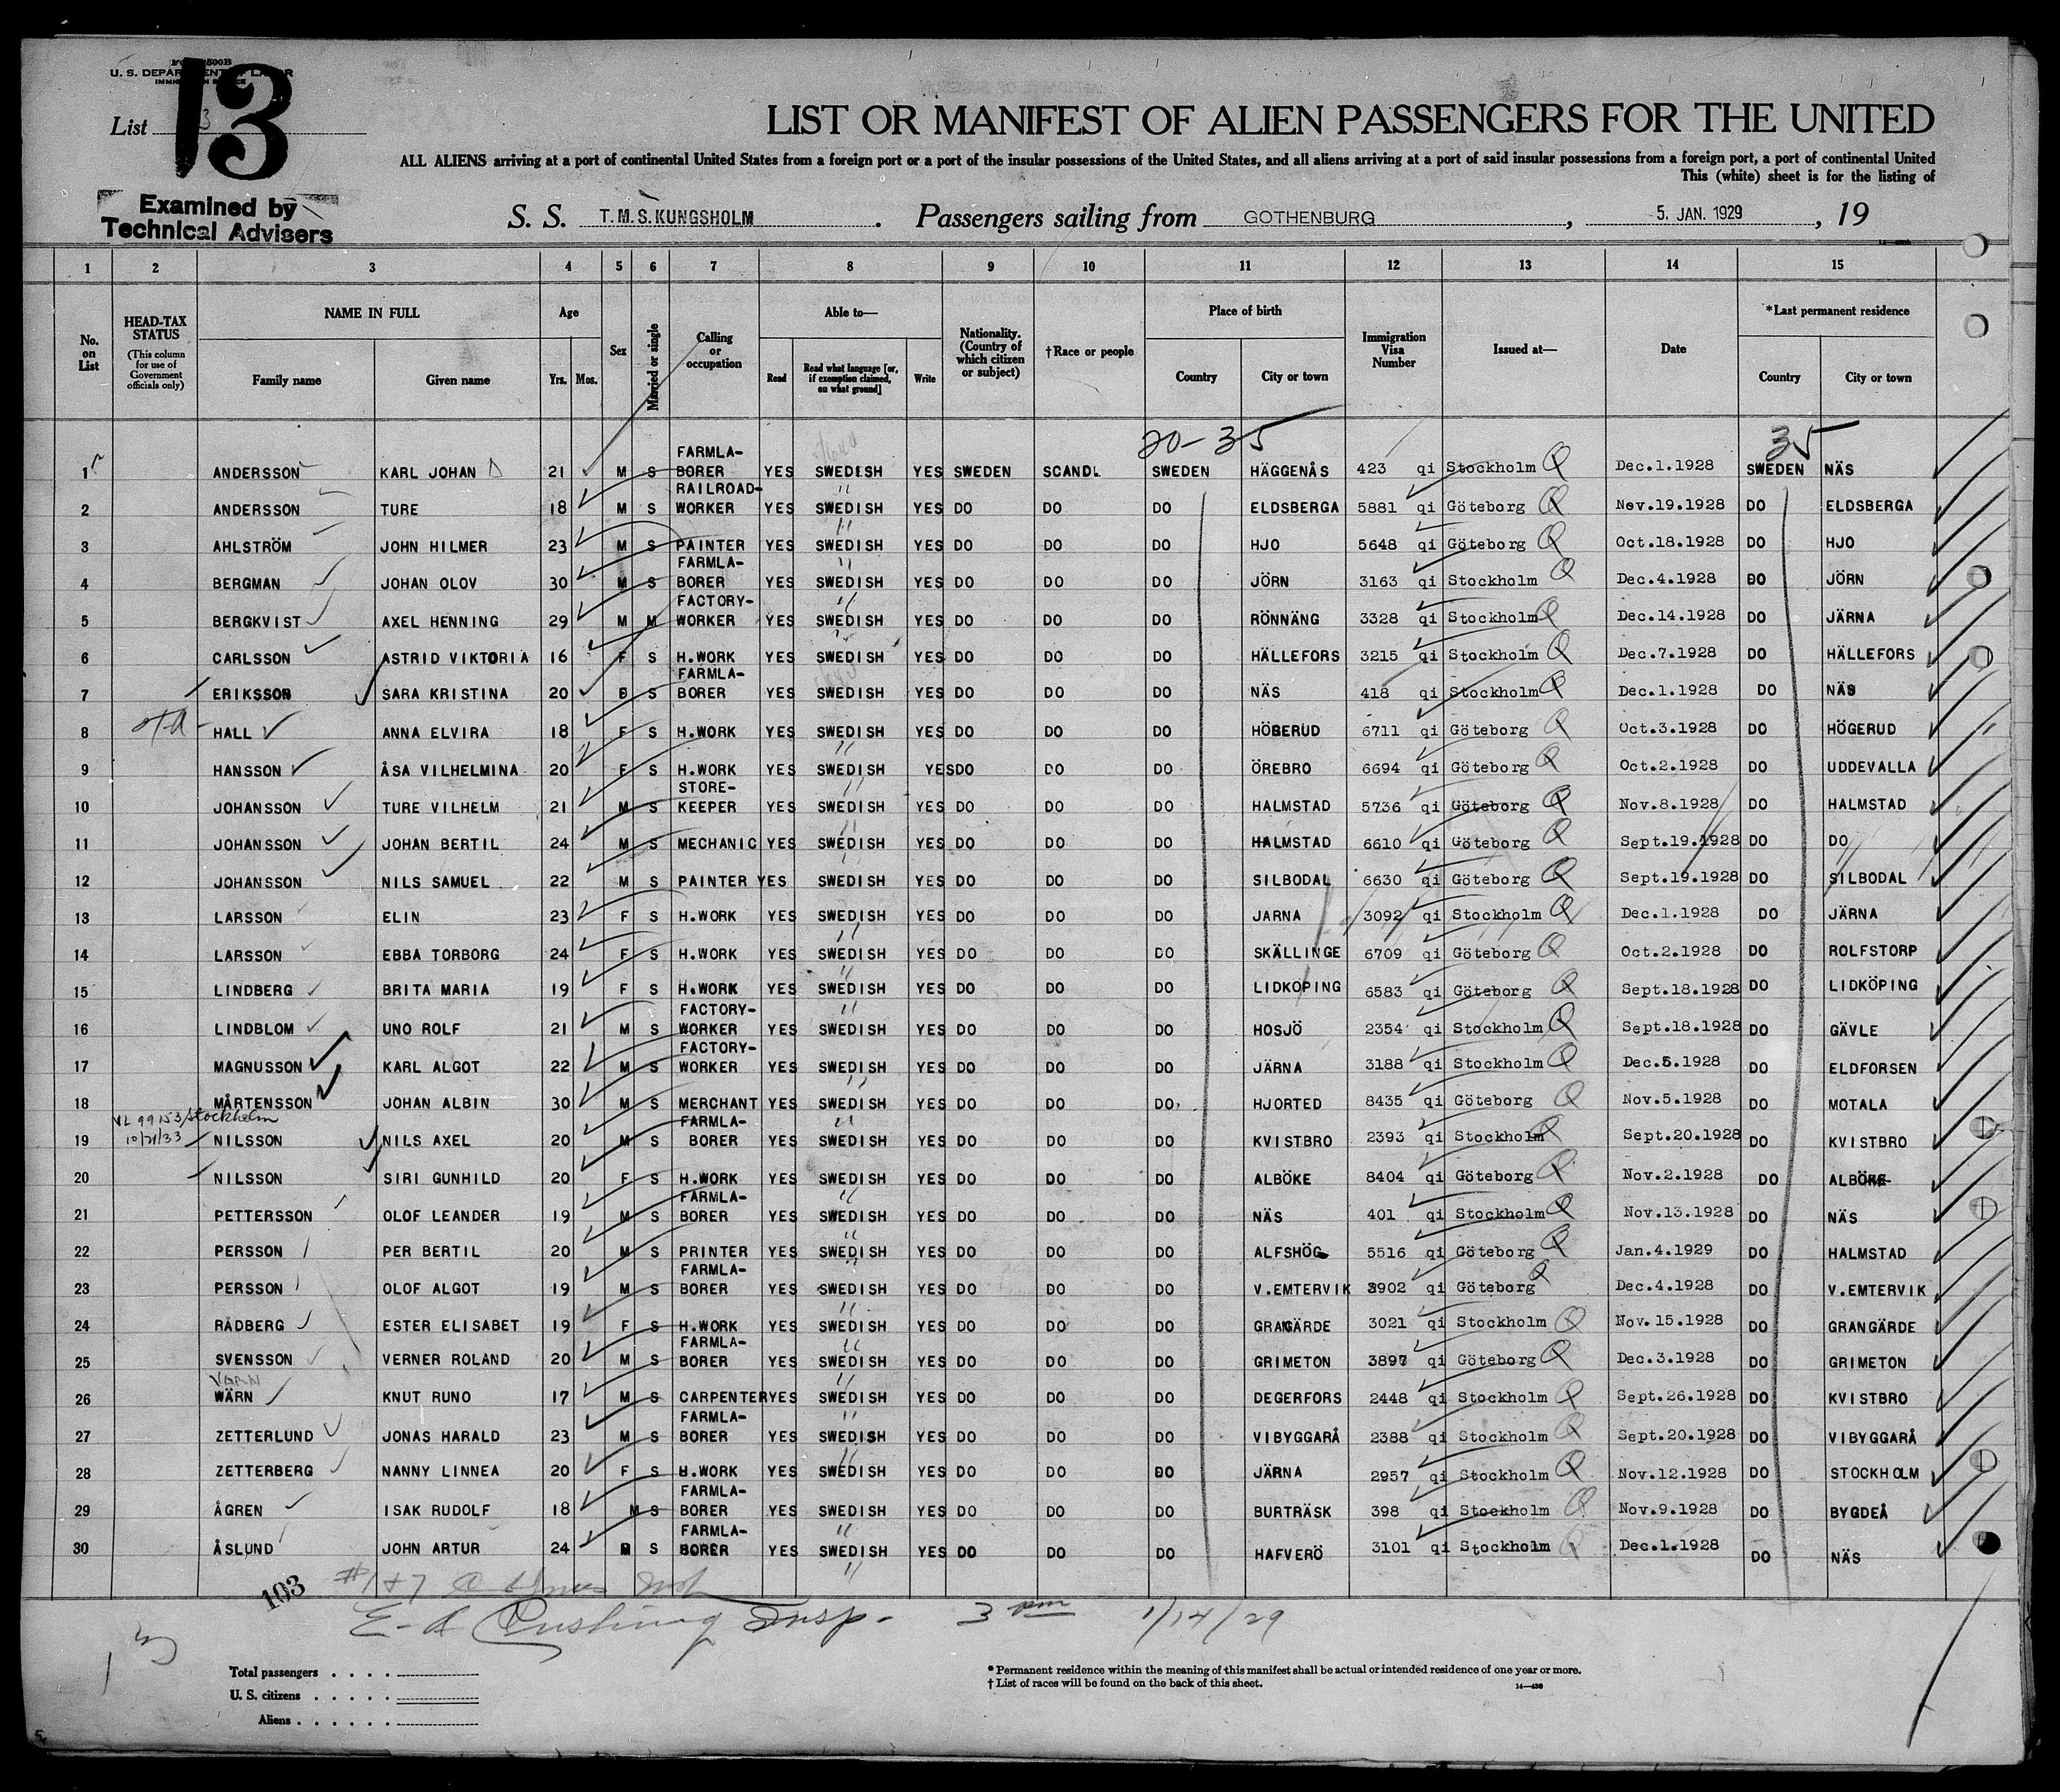 500B
U. S. DEPARTMENT OF LABOR
List 13
Examined by
Technical Advisers
LIST OR MANIFEST OF ALIEN PASSENGERS FOR THE UNITED
ALL ALIENS arriving at a port of continental United States from a foreign port or a port of the insular possessions of the United States, and all aliens arriving at a port of said insular possessions from a foreign port, a port of continental United
This (white) sheet is for the listing of
S. S. T.M.S. KUNGSHOLM . Passengers sailing from GOTHENBURG , 5. JAN. 1929 , 19
1 2 3 4 5 6 7 8 9 10 11 12 13 14 15
No. on List
HEAD-TAX STATUS (This column for use of Government officials only)
NAME IN FULL
Family name Given name
Age
Yrs. Mos.
Sex
Married or single
Calling or occupation
Able to—
Read Read what language [or, if exemption claimed, on what ground] Write
Nationality. (Country of which citizen or subject)
†Race or people
Place of birth
Country City or town
Immigration Visa Number
Issued at—
Date
*Last permanent residence
Country City or town
20-35 35
1 ANDERSSON KARL JOHAN 21 M S FARMLA-BORER YES SWEDISH YES SWEDEN SCAND. SWEDEN HÄGGENÅS 423 qi Stockholm Dec.1.1928 SWEDEN NÄS
2 ANDERSSON TURE 18 M S RAILROAD-WORKER YES SWEDISH YES DO DO DO ELDSBERGA 5881 qi Göteborg Nov.19.1928 DO ELDSBERGA
3 AHLSTRÖM JOHN HILMER 23 M S PAINTER YES SWEDISH YES DO DO DO HJO 5648 qi Göteborg Oct.18.1928 DO HJO
4 BERGMAN JOHAN OLOV 30 M S FARMLA-BORER YES SWEDISH YES DO DO DO JÖRN 3163 qi Stockholm Dec.4.1928 DO JÖRN
5 BERGKVIST AXEL HENNING 29 M M FACTORY-WORKER YES SWEDISH YES DO DO DO RÖNNÄNG 3328 qi Stockholm Dec.14.1928 DO JÄRNA
6 CARLSSON ASTRID VIKTORIA 16 F S H.WORK YES SWEDISH YES DO DO DO HÄLLEFORS 3215 qi Stockholm Dec.7.1928 DO HÄLLEFORS
7 ERIKSSON SARA KRISTINA 20 S FARMLA-BORER YES SWEDISH YES DO DO DO NÄS 418 qi Stockholm Dec.1.1928 DO NÄS
8 HALL ANNA ELVIRA 18 F S H.WORK YES SWEDISH YES DO DO DO HÖGERUD 6711 qi Göteborg Oct.3.1928 DO HÖGERUD
9 HANSSON ÅSA VILHELMINA 20 F S H.WORK YES SWEDISH YES DO DO DO ÖREBRO 6694 qi Göteborg Oct.2.1928 DO UDDEVALLA
10 JOHANSSON TURE VILHELM 21 M S STORE-KEEPER YES SWEDISH YES DO DO DO HALMSTAD 5736 qi Göteborg Nov.8.1928 DO HALMSTAD
11 JOHANSSON JOHAN BERTIL 24 M S MECHANIC YES SWEDISH YES DO DO DO HALMSTAD 6610 qi Göteborg Sept.19.1928 DO DO
12 JOHANSSON NILS SAMUEL 22 M S PAINTER YES SWEDISH YES DO DO DO SILBODAL 6630 qi Göteborg Sept.19.1928 DO SILBODAL
13 LARSSON ELIN 23 F S H.WORK YES SWEDISH YES DO DO DO JARNA 3092 qi Stockholm Dec.1.1928 DO JÄRNA
14 LARSSON EBBA TORBORG 24 F S H.WORK YES SWEDISH YES DO DO DO SKÄLLINGE 6709 qi Göteborg Oct.2.1928 DO ROLFSTORP
15 LINDBERG BRITA MARIA 19 F S H.WORK YES SWEDISH YES DO DO DO LIDKÖPING 6583 qi Göteborg Sept.18.1928 DO LIDKÖPING
16 LINDBLOM UNO ROLF 21 M S FACTORY-WORKER YES SWEDISH YES DO DO DO HOSJÖ 2354 qi Stockholm Sept.18.1928 DO GÄVLE
17 MAGNUSSON KARL ALGOT 22 M S FACTORY-WORKER YES SWEDISH YES DO DO DO JÄRNA 3188 qi Stockholm Dec.5.1928 DO ELDFORSEN
18 MÅRTENSSON JOHAN ALBIN 30 M S MERCHANT YES SWEDISH YES DO DO DO HJORTED 8435 qi Göteborg Nov.5.1928 DO MOTALA
VL 99153/Stockholm 10/21/33
19 NILSSON NILS AXEL 20 M S FARMLA-BORER YES SWEDISH YES DO DO DO KVISTBRO 2393 qi Stockholm Sept.20.1928 DO KVISTBRO
20 NILSSON SIRI GUNHILD 20 F S H.WORK YES SWEDISH YES DO DO DO ALBÖKE 8404 qi Göteborg Nov.2.1928 DO ALBÖKE
21 PETTERSSON OLOF LEANDER 19 M S FARMLA-BORER YES SWEDISH YES DO DO DO NÄS 401 qi Stockholm Nov.13.1928 DO NÄS
22 PERSSON PER BERTIL 20 M S PRINTER YES SWEDISH YES DO DO DO ALFSHÖG 5516 qi Göteborg Jan.4.1929 DO HALMSTAD
23 PERSSON OLOF ALGOT 19 M S FARMLA-BORER YES SWEDISH YES DO DO DO V.EMTERVIK 3902 qi Göteborg Dec.4.1928 DO V.EMTERVIK
24 RÅDBERG ESTER ELISABET 19 F S H.WORK YES SWEDISH YES DO DO DO GRANGÄRDE 3021 qi Stockholm Nov.15.1928 DO GRANGÄRDE
25 SVENSSON VERNER ROLAND 20 M S FARMLA-BORER YES SWEDISH YES DO DO DO GRIMETON 3897 qi Göteborg Dec.3.1928 DO GRIMETON
VARN
26 WÄRN KNUT RUNO 17 M S CARPENTER YES SWEDISH YES DO DO DO DEGERFORS 2448 qi Stockholm Sept.26.1928 DO KVISTBRO
27 ZETTERLUND JONAS HARALD 23 M S FARMLA-BORER YES SWEDISH YES DO DO DO VIBYGGARÅ 2388 qi Stockholm Sept.20.1928 DO VIBYGGARÅ
28 ZETTERBERG NANNY LINNEA 20 F S H.WORK YES SWEDISH YES DO DO DO JÄRNA 2957 qi Stockholm Nov.12.1928 DO STOCKHOLM
29 ÅGREN ISAK RUDOLF 18 M S FARMLA-BORER YES SWEDISH YES DO DO DO BURTRÄSK 398 qi Stockholm Nov.9.1928 DO BYGDEÅ
30 ÅSLUND JOHN ARTUR 24 M S FARMLA-BORER YES SWEDISH YES DO DO DO HAFVERÖ 3101 qi Stockholm Dec.1.1928 DO NÄS
103 #1+7
E-A Cushing Insp. 3 pm 1/14/29
Total passengers
U. S. citizens
Aliens
* Permanent residence within the meaning of this manifest shall be actual or intended residence of one year or more.
† List of races will be found on the back of this sheet.
14—430